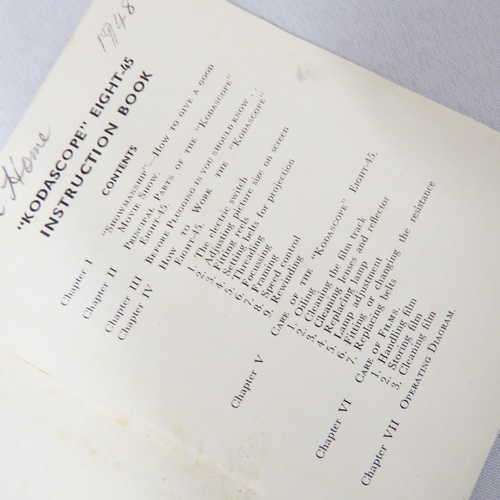 1948
Home
"KODASCOPE" EIGHT-45
INSTRUCTION BOOK
CONTENTS
Chapter I "SHOWMANSHIP"—HOW TO GIVE A GOOD
MOVIE SHOW.
Chapter II PRINCIPAL PARTS OF THE "KODASCOPE"
EIGHT-45.
Chapter III BEFORE PLUGGING IN YOU SHOULD KNOW
Chapter IV HOW TO WORK THE "KODASCOPE"
EIGHT-45.
1. The electric switch
2. Adjusting picture size on screen
3. Fitting reels
4. Setting belts for projection
5. Threading
6. Focussing
7. Framing
8. Speed control
9. Rewinding
Chapter V CARE OF THE "KODASCOPE" EIGHT-45.
1. Oiling
2. Cleaning the film track
3. Cleaning lenses and reflector
4. Replacing lamp
5. Lamp adjustment
6. Fitting or changing the resistance
7. Replacing belts
Chapter VI CARE OF FILMS.
1. Handling film
2. Storing film
3. Cleaning film
Chapter VII OPERATING DIAGRAM.